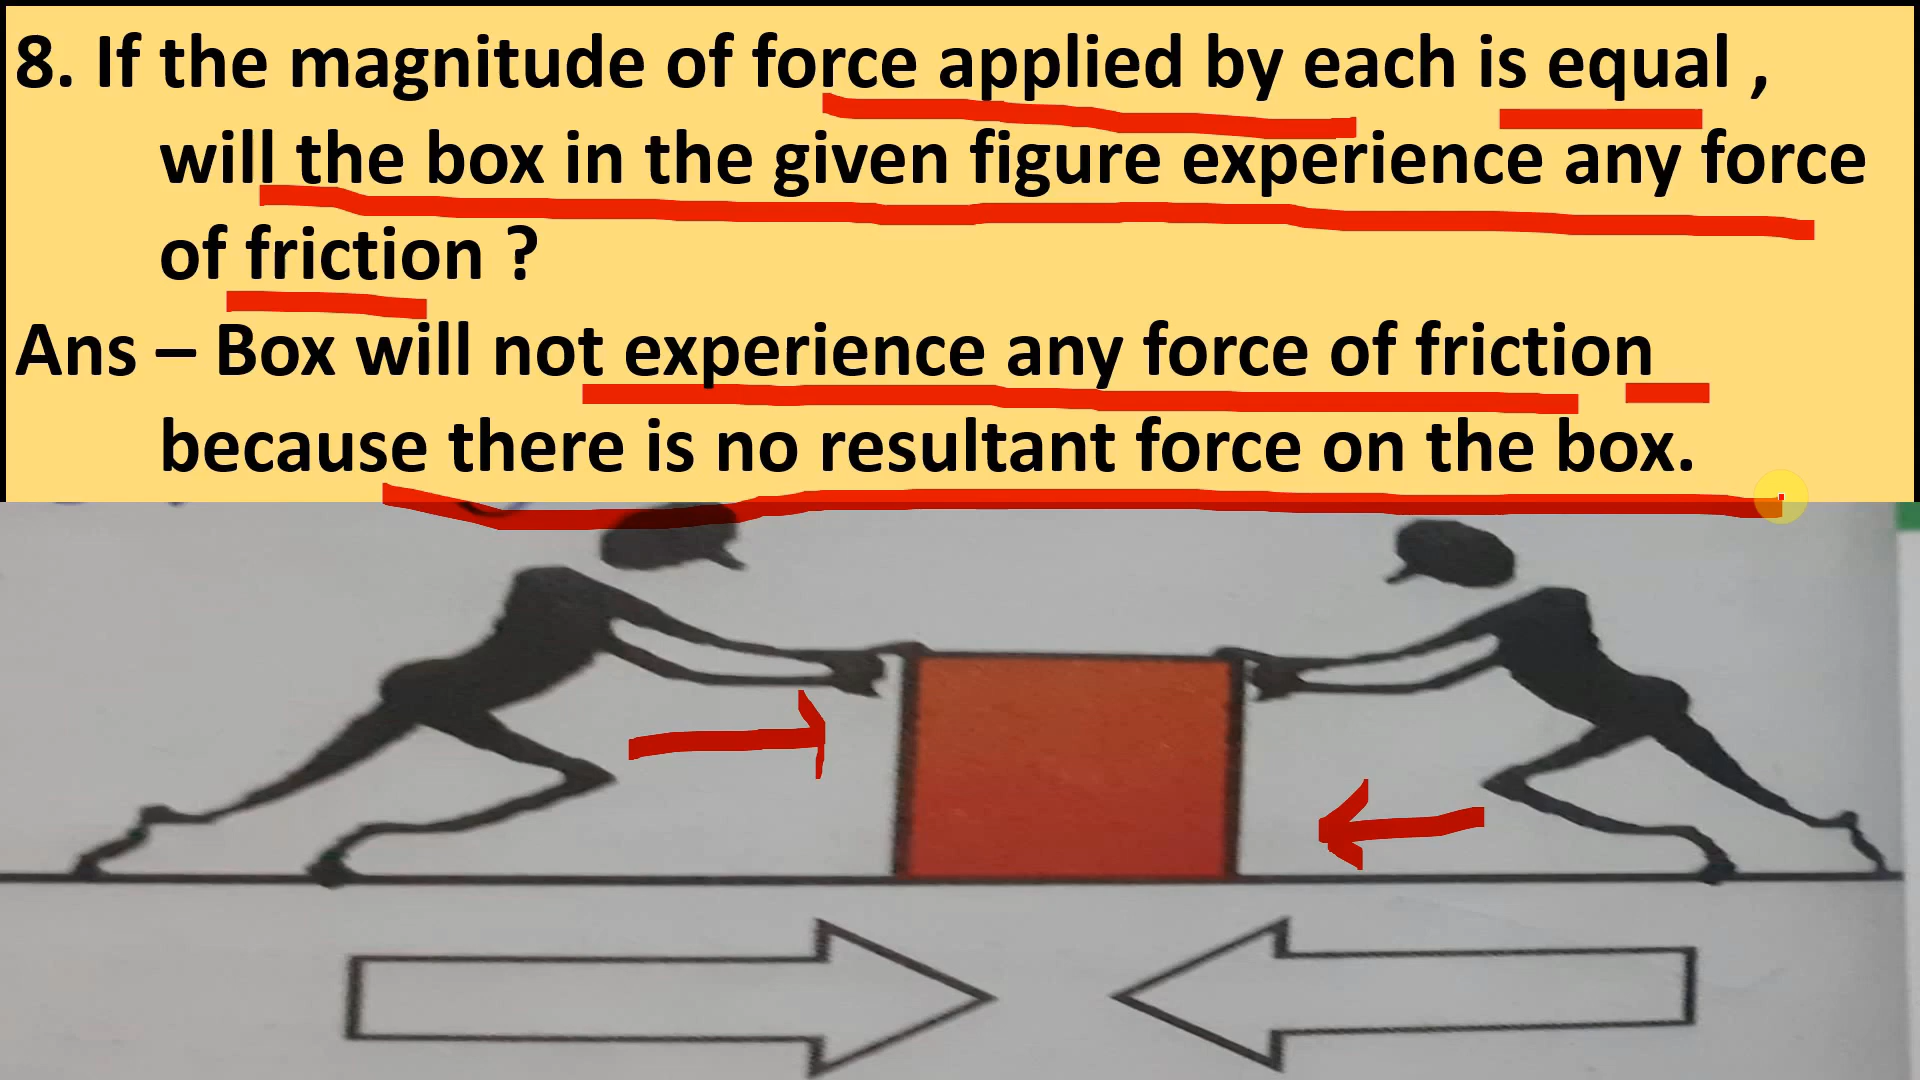 8. If the magnitude of force applied by each is equal ,
will the box in the given figure experience any force
of friction ?
Ans – Box will not experience any force of friction
because there is no resultant force on the box.